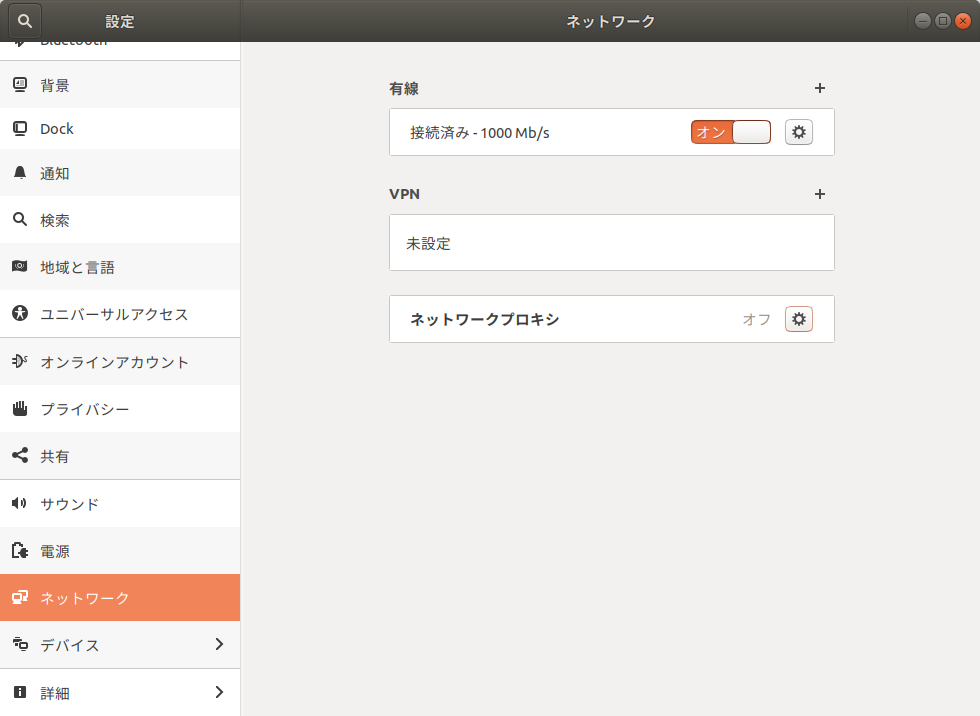 設定
ネットワーク
Bluetooth
背景
Dock
通知
検索
地域と言語
ユニバーサルアクセス
オンラインアカウント
プライバシー
共有
サウンド
電源
ネットワーク
デバイス
詳細
有線
接続済み - 1000 Mb/s
オン
VPN
未設定
ネットワークプロキシ
オフ